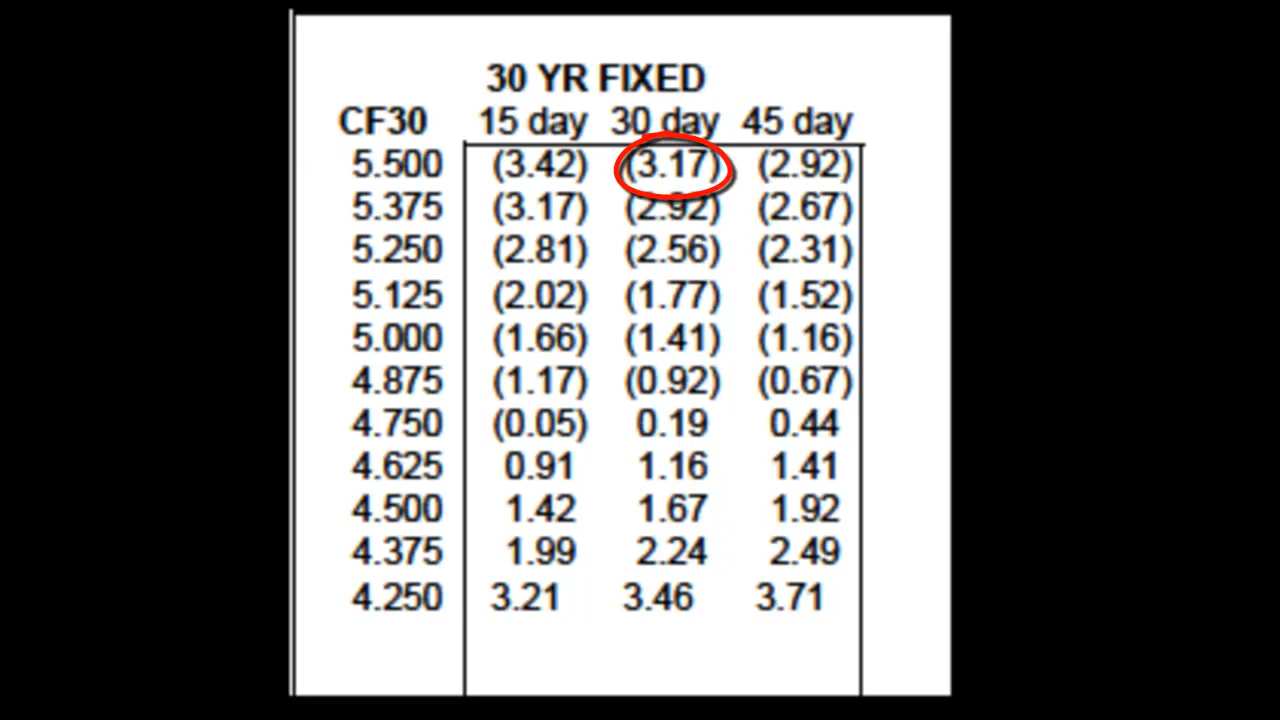 30 YR FIXED
CF30 15 day 30 day 45 day
5.500 (3.42) (3.17) (2.92)
5.375 (3.17) (2.92) (2.67)
5.250 (2.81) (2.56) (2.31)
5.125 (2.02) (1.77) (1.52)
5.000 (1.66) (1.41) (1.16)
4.875 (1.17) (0.92) (0.67)
4.750 (0.05) 0.19 0.44
4.625 0.91 1.16 1.41
4.500 1.42 1.67 1.92
4.375 1.99 2.24 2.49
4.250 3.21 3.46 3.71